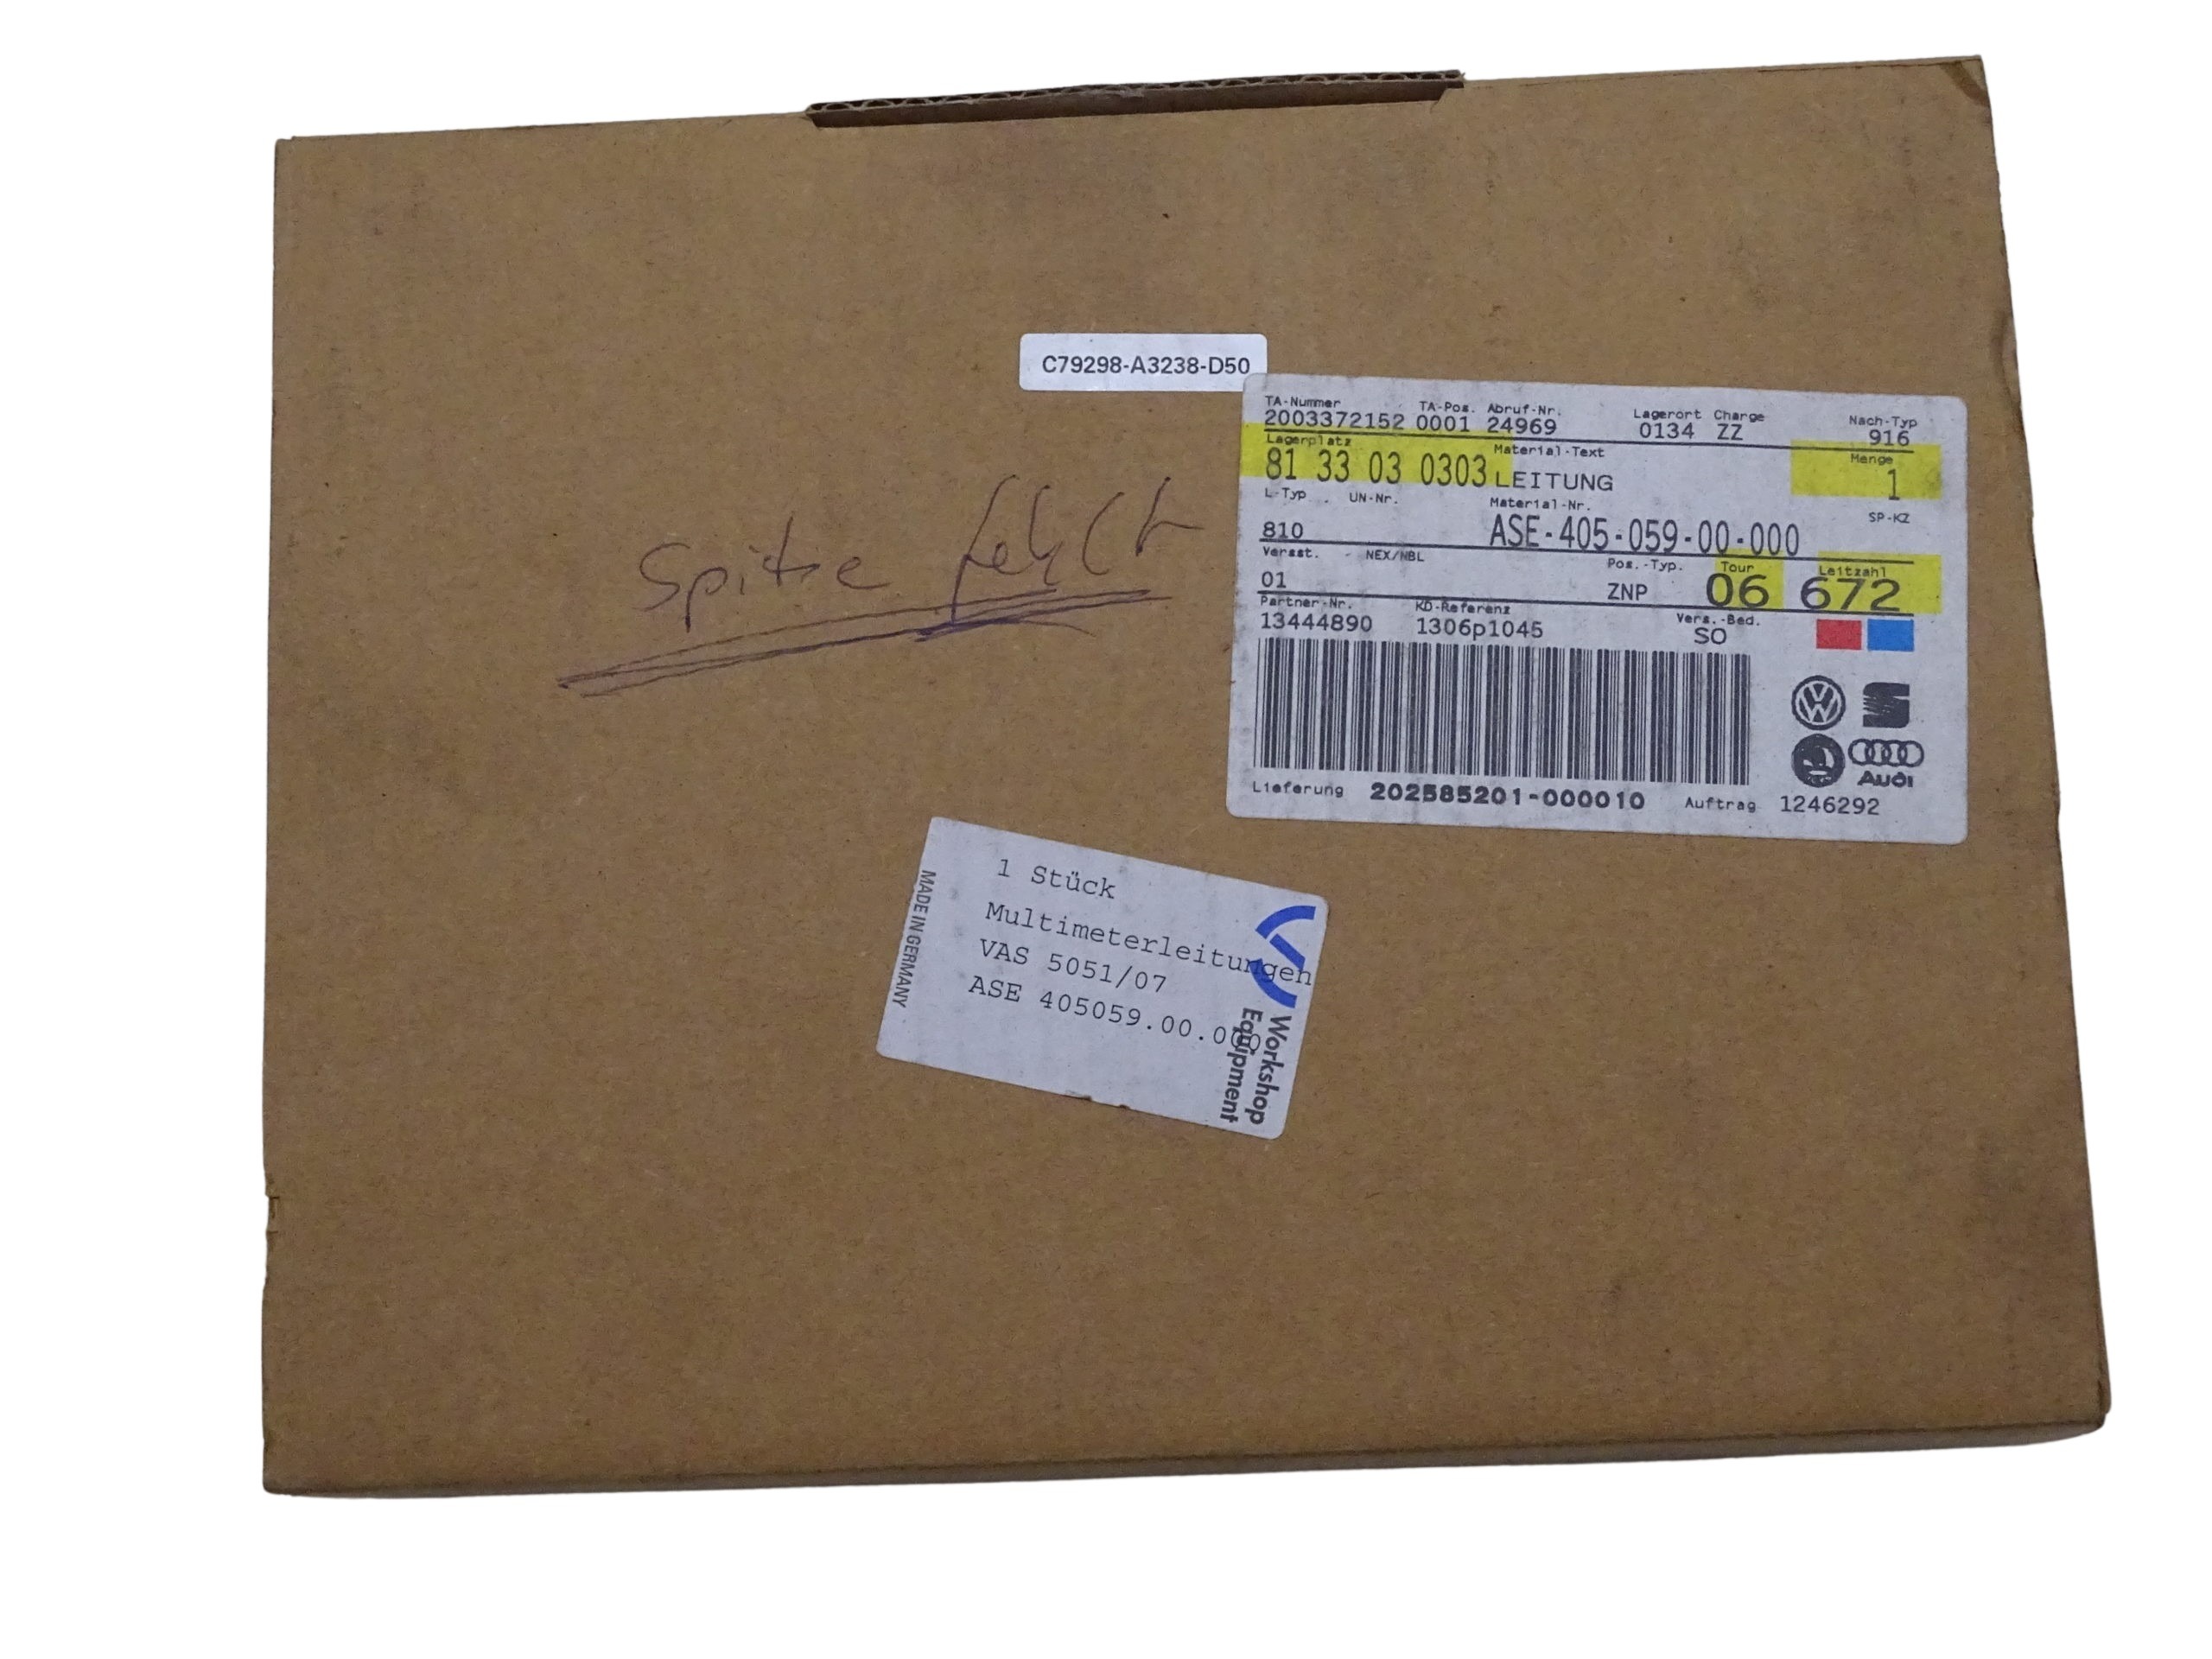 C79298-A3238-D50
TA-Nummer TA-Pos. Abruf-Nr. Lagerort Charge Nach-Typ
2003372152 0001 24969 0134 ZZ 916
Lagerplatz Material-Text Menge
81 33 03 0303 LEITUNG 1
L-Typ UN-Nr. Material-Nr. SP-KZ
810 ASE-405-059-00-000
Versst. NEX/NBL Pos.-Typ. Tour Leitzahl
01 ZNP 06 672
Partner-Nr. KD-Referenz Vers.-Bed.
13444890 1306p1045 SO
Audi
Lieferung 202585201-000010 Auftrag 1246292
Spitze fehlt
1 Stück
Multimeterleitungen
VAS 5051/07
ASE 405059.00.000
MADE IN GERMANY
Workshop
Equipment